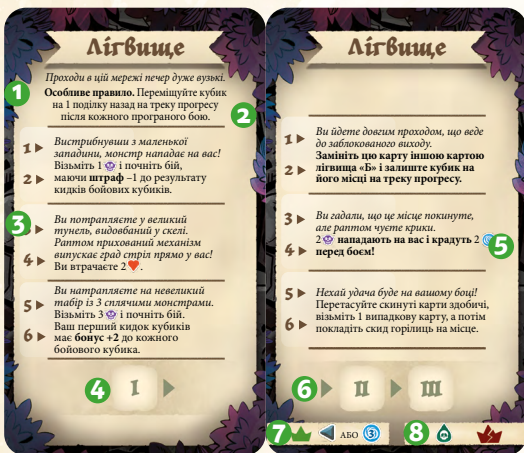 Лігвище
1
Проходи в цій мережі печер дуже вузькі.
Особливе правило. Переміщуйте кубик
на 1 поділку назад на треку прогресу
після кожного програного бою.
2
1
2
Вистрибнувши з маленької
западини, монстр нападає на вас!
Візьміть 1 і почніть бій,
маючи штраф –1 до результату
кидків бойових кубиків.
3
3
4
Ви потрапляєте у великий
тунель, видовбаний у скелі.
Раптом прихований механізм
випускає град стріл прямо у вас!
Ви втрачаєте 2.
5
6
Ви натрапляєте на невеликий
табір із 3 сплячими монстрами.
Візьміть 3 і почніть бій.
Ваш перший кидок кубиків
має бонус +2 до кожного
бойового кубика.
4
I
Лігвище
1
2
Ви йдете довгим проходом, що веде
до заблокованого виходу.
Замініть цю карту іншою картою
лігвища «Б» і залиште кубик на
його місці на треку прогресу.
3
4
Ви гадали, що це місце покинуте,
але раптом чуєте крики.
2 нападають на вас і крадуть 2
перед боєм!
5
5
6
Нехай удача буде на вашому боці!
Перетасуйте скинуті карти здобичі,
візьміть 1 випадкову карту, а потім
покладіть скид горілиць на місце.
6
II
III
7
АБО
3
8